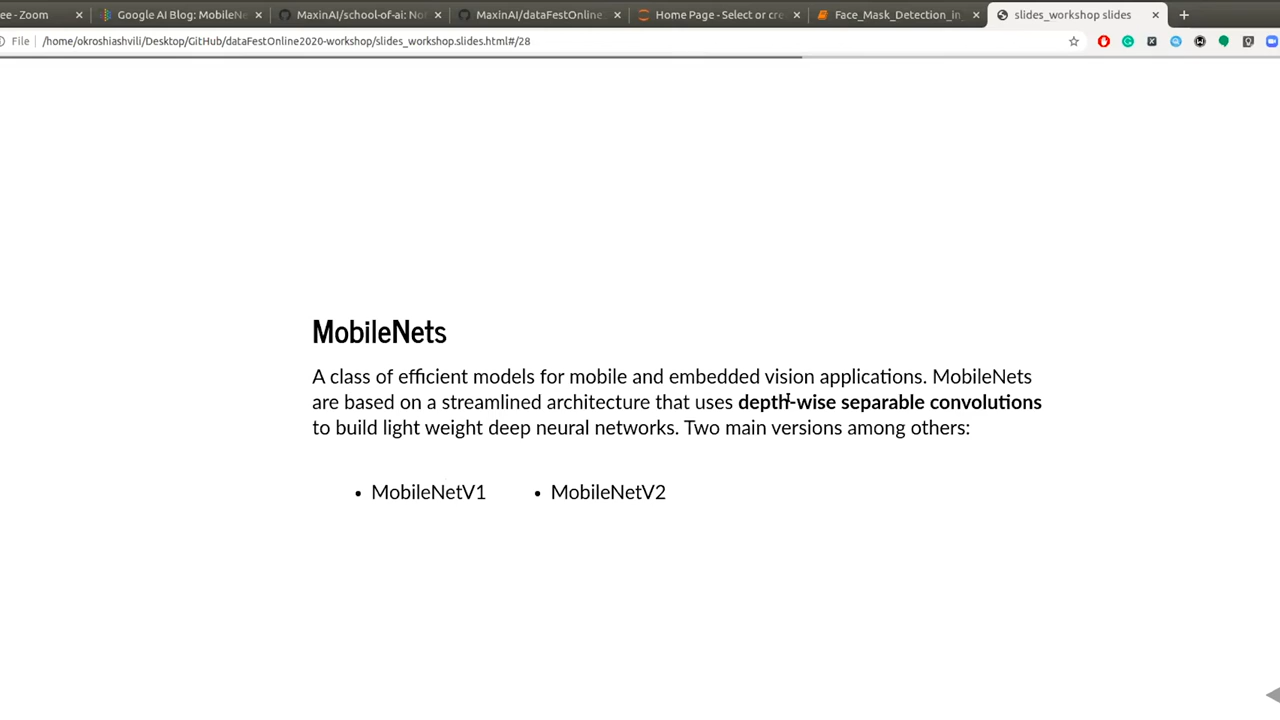 ee - Zoom
Google AI Blog: MobileNe
MaxinAI/school-of-ai: Not
MaxinAI/dataFestOnline
Home Page - Select or cre
Face_Mask_Detection_in_
slides_workshop slides
File
/home/okroshiashvili/Desktop/GitHub/dataFestOnline2020-workshop/slides_workshop.slides.html#/28
MobileNets
A class of efficient models for mobile and embedded vision applications. MobileNets
are based on a streamlined architecture that uses depth-wise separable convolutions
to build light weight deep neural networks. Two main versions among others:
• MobileNetV1
• MobileNetV2